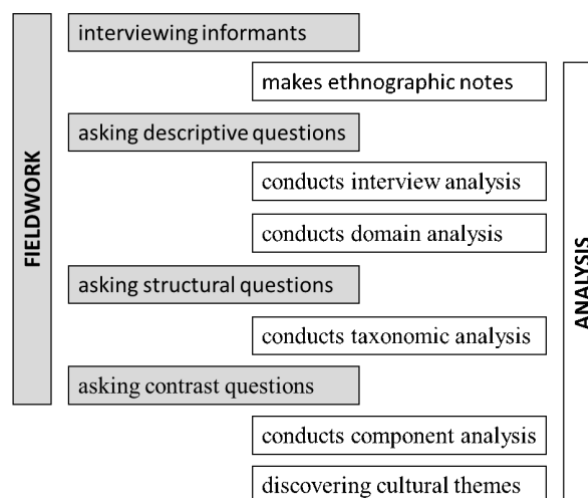 interviewing informants
makes ethnographic notes
asking descriptive questions
conducts interview analysis
conducts domain analysis
asking structural questions
conducts taxonomic analysis
asking contrast questions
conducts component analysis
discovering cultural themes
FIELDWORK
ANALYSIS